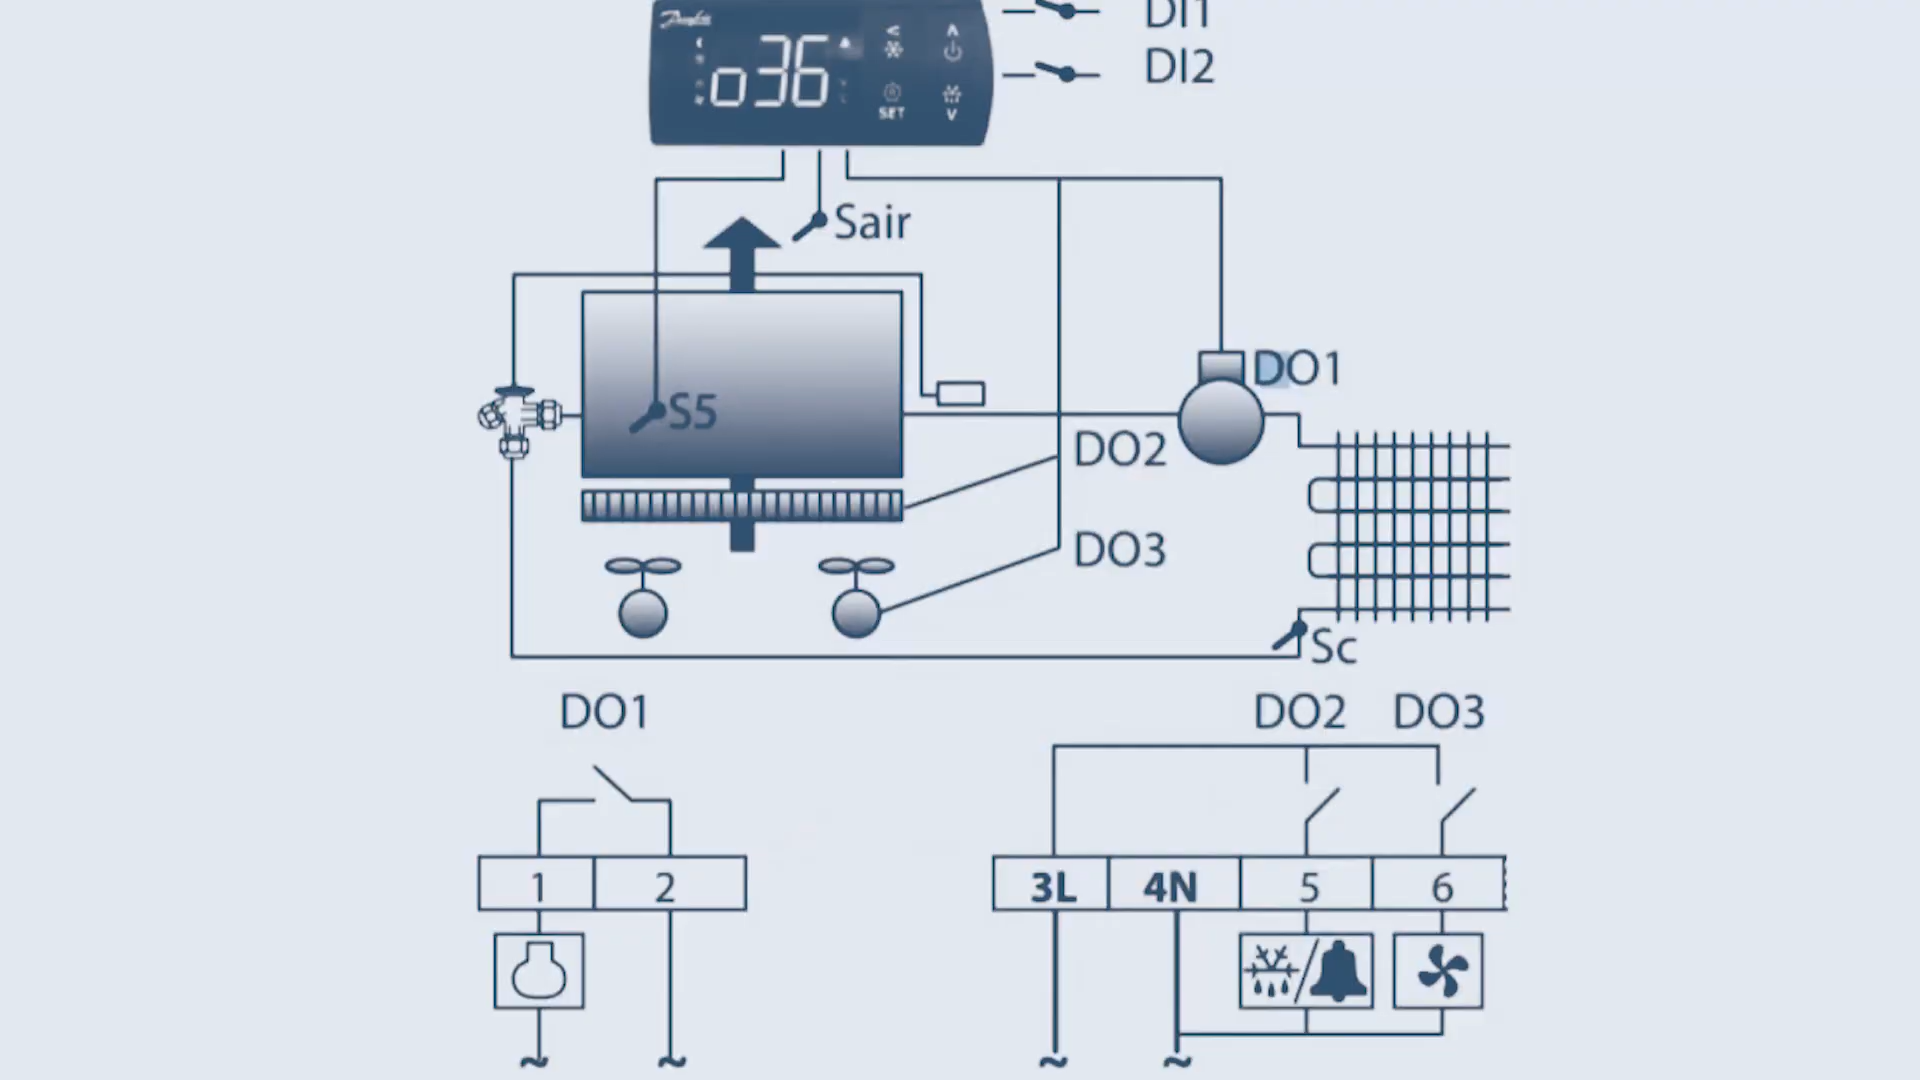 DI1
Danfoss
o36
SET
DI2
Sair
DO1
S5
DO2
DO3
Sc
DO1
DO2 DO3
1 2
3L 4N 5 6